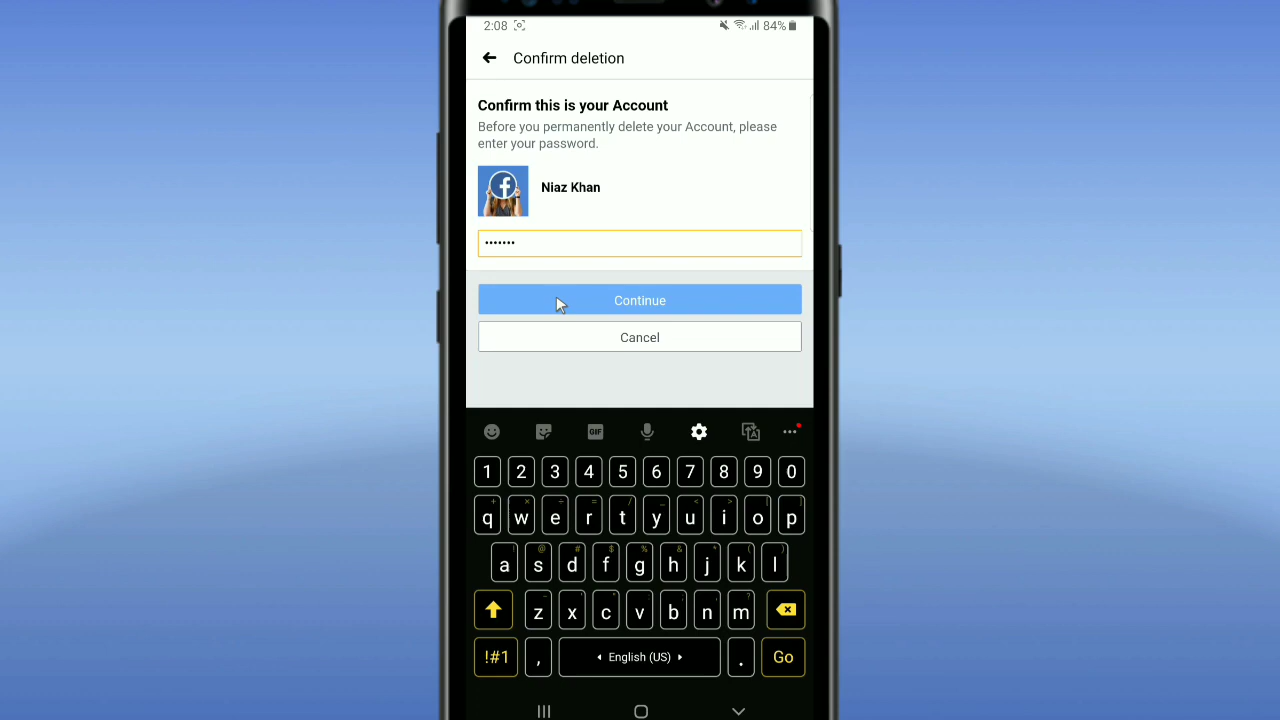 2:08 84%
Confirm deletion
Confirm this is your Account
Before you permanently delete your Account, please
enter your password.
Niaz Khan
•••••••
Continue
Cancel
GIF
1 2 3 4 5 6 7 8 9 0
q w e r t y u i o p
a s d f g h j k l
z x c v b n m
!#1 , English (US) . Go